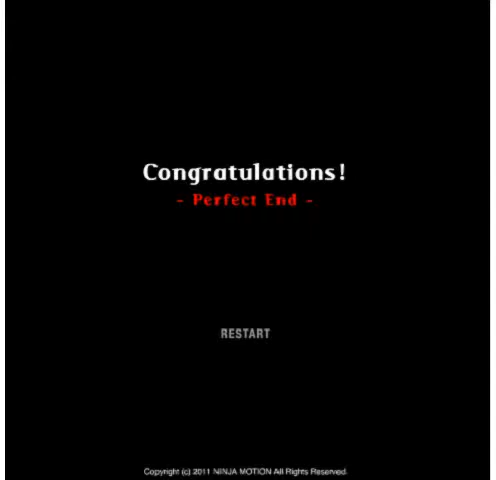 Congratulations!
- Perfect End -
RESTART
Copyright (c) 2011 NINJA MOTION All Rights Reserved.